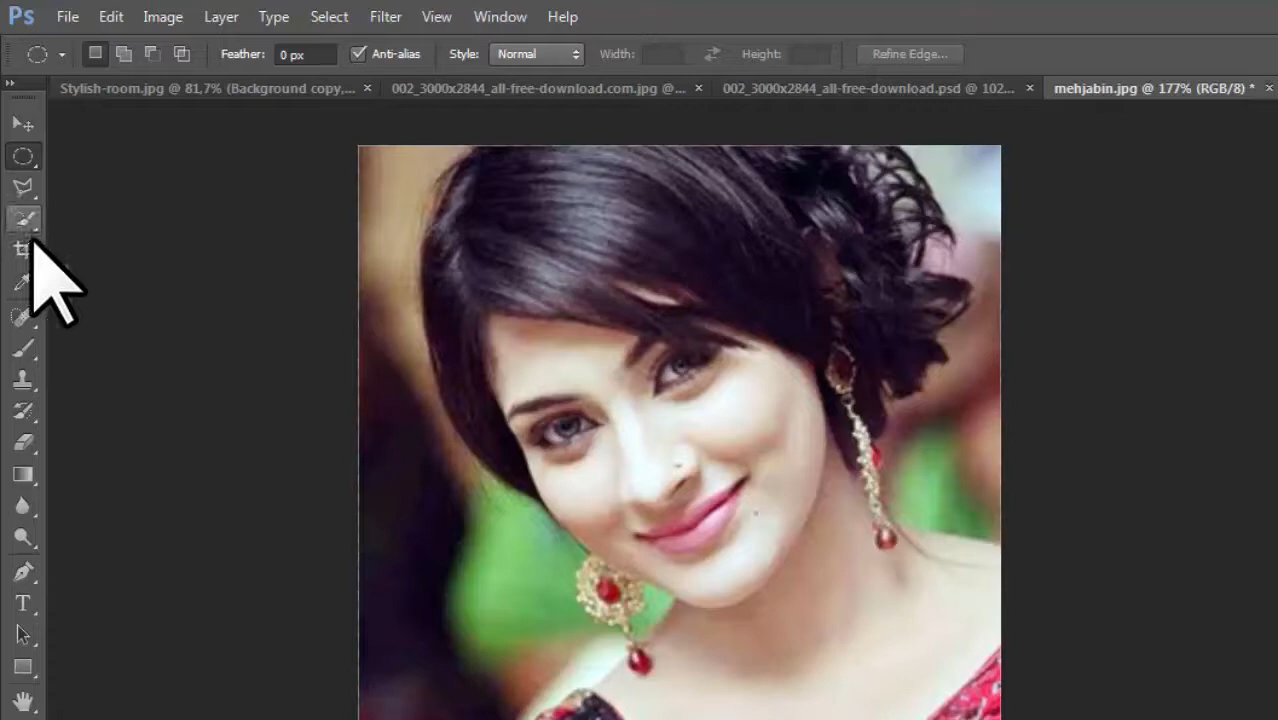 Ps File Edit Image Layer Type Select Filter View Window Help
Feather: 0 px Anti-alias Style: Normal Width: Height: Refine Edge...
Stylish-room.jpg @ 81,7% (Background copy,... × 002_3000x2844_all-free-download.com.jpg @... × 002_3000x2844_all-free-download.psd @ 102... × mehjabin.jpg @ 177% (RGB/8) * ×
T